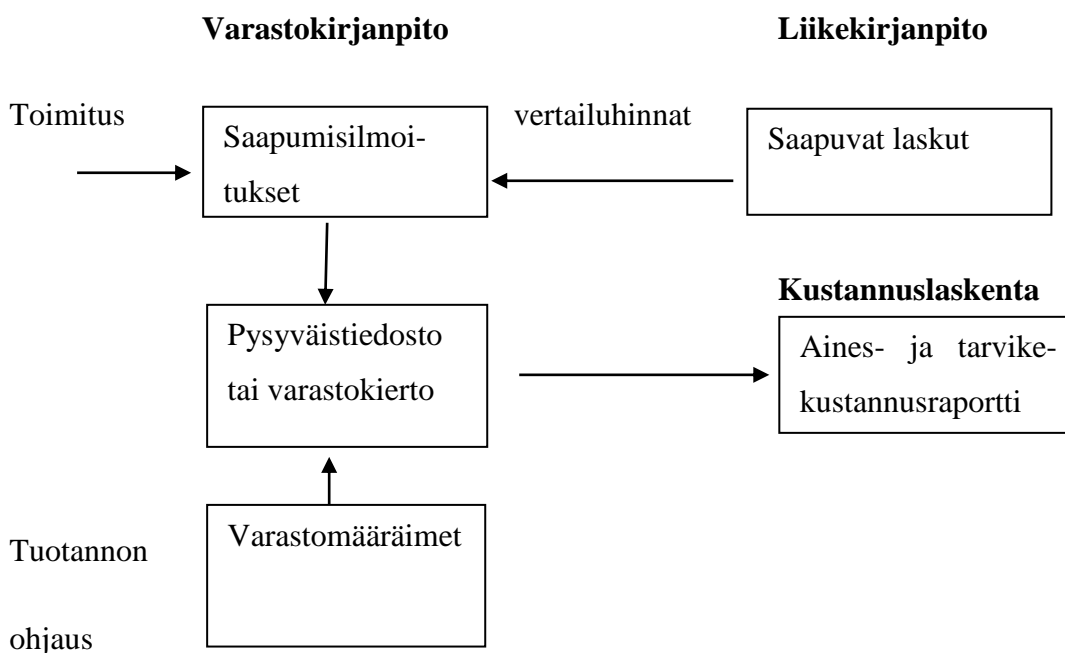 Varastokirjanpito
Liikekirjanpito
Toimitus
Saapumisilmoi-
tukset
vertailuhinnat
Saapuvat laskut
Pysyväistiedosto
tai varastokierto
Kustannuslaskenta
Aines- ja tarvike-
kustannusraportti
Tuotannon
ohjaus
Varastomääräimet